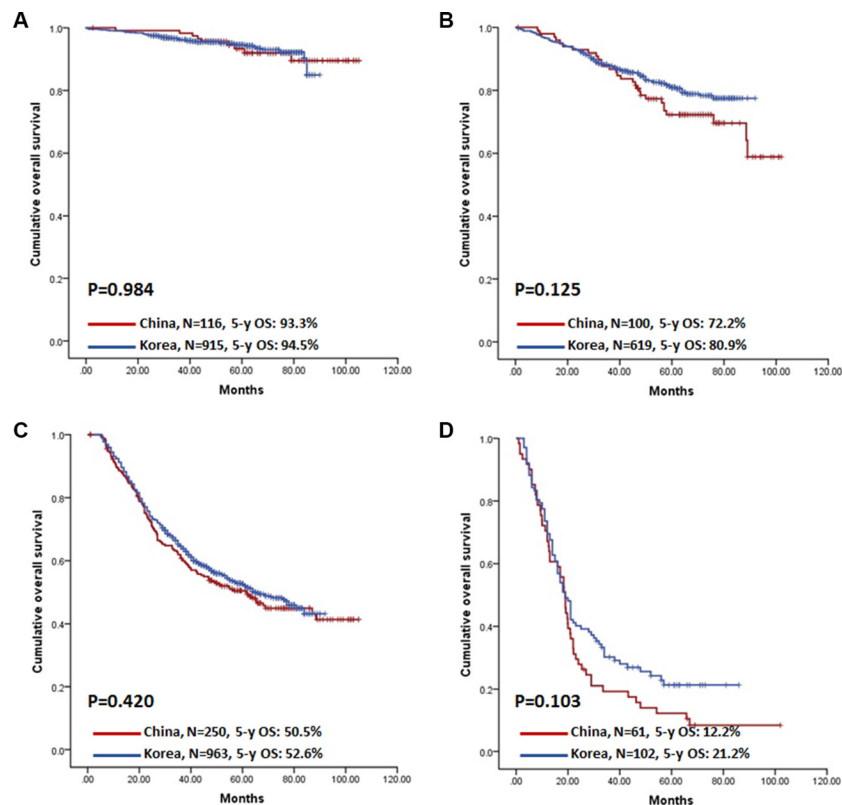 A
Cumulative overall survival
1.0
0.8
0.6
0.4
0.2
0.0
P=0.984
China, N=116, 5-y OS: 93.3%
Korea, N=915, 5-y OS: 94.5%
.00 20.00 40.00 60.00 80.00 100.00 120.00
Months
B
Cumulative overall survival
1.0
0.8
0.6
0.4
0.2
0.0
P=0.125
China, N=100, 5-y OS: 72.2%
Korea, N=619, 5-y OS: 80.9%
.00 20.00 40.00 60.00 80.00 100.00 120.00
Months
C
Cumulative overall survival
1.0
0.8
0.6
0.4
0.2
0.0
P=0.420
China, N=250, 5-y OS: 50.5%
Korea, N=963, 5-y OS: 52.6%
.00 20.00 40.00 60.00 80.00 100.00 120.00
Months
D
Cumulative overall survival
1.0
0.8
0.6
0.4
0.2
0.0
P=0.103
China, N=61, 5-y OS: 12.2%
Korea, N=102, 5-y OS: 21.2%
.00 20.00 40.00 60.00 80.00 100.00 120.00
Months